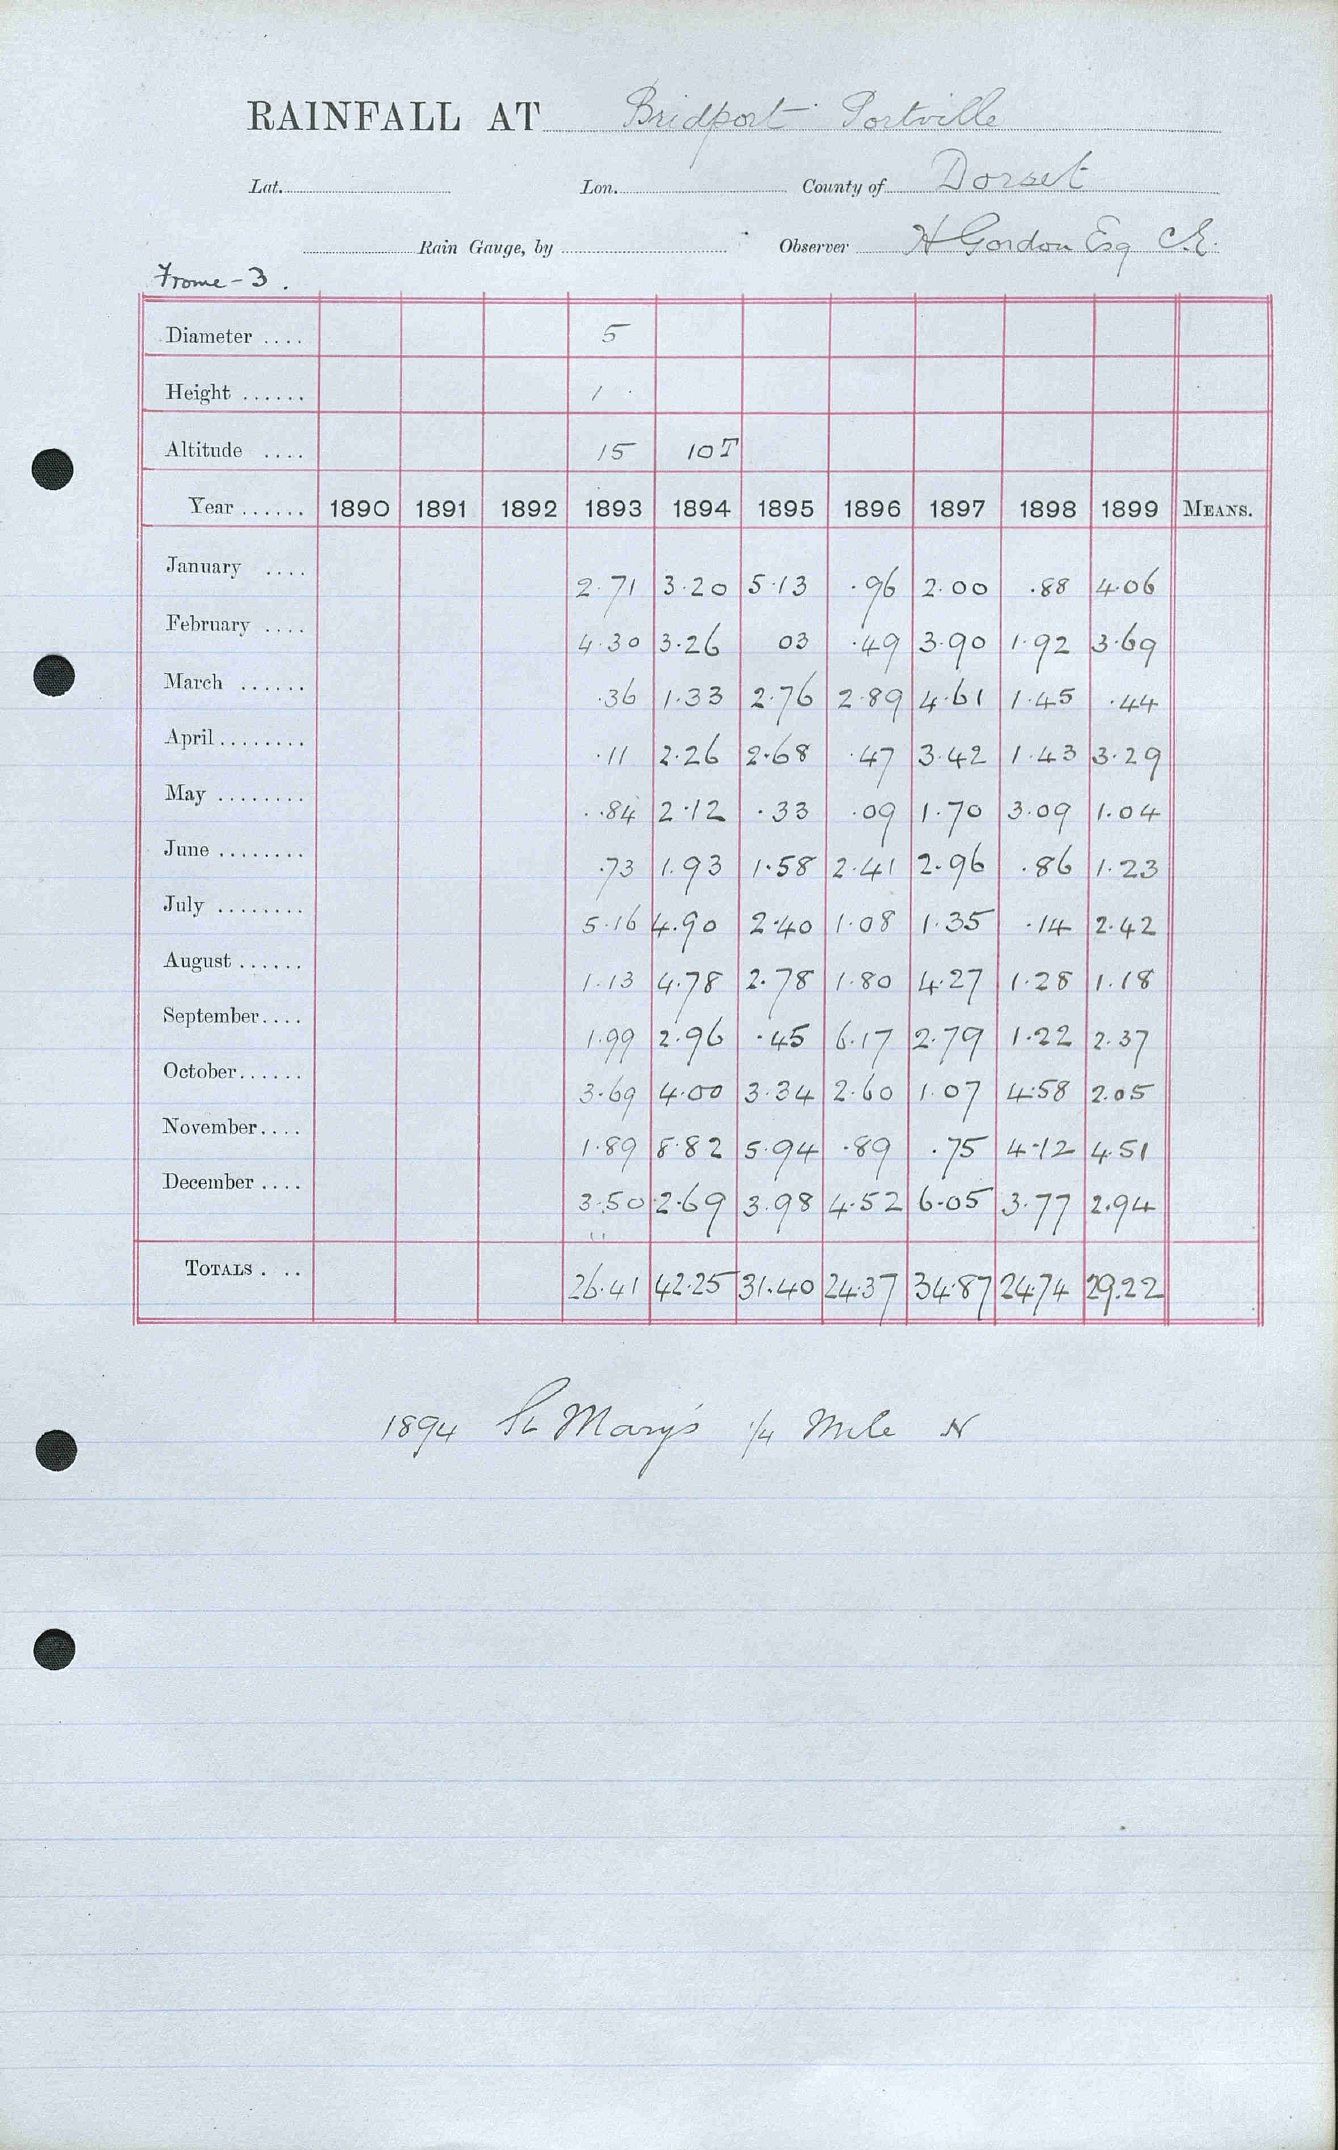 RAINFALL AT Bridport Portville
Lat. Lon. County of Dorset
Rain Gauge, by Observer H Gordon Esq C.E.
Frome - 3.
Diameter .... 5
Height ...... 1
Altitude .... 15 10T
Year ...... 1890 1891 1892 1893 1894 1895 1896 1897 1898 1899 MEANS.
January .... 2.71 3.20 5.13 .96 2.00 .88 4.06
February .... 4.30 3.26 03 .49 3.90 1.92 3.69
March ...... .36 1.33 2.76 2.89 4.61 1.45 .44
April ........ .11 2.26 2.68 .47 3.42 1.43 3.29
May ........ .84 2.12 .33 .09 1.70 3.09 1.04
June ........ .73 1.93 1.58 2.41 2.96 .86 1.23
July ........ 5.16 4.90 2.40 1.08 1.35 .14 2.42
August ...... 1.13 4.78 2.78 1.80 4.27 1.28 1.18
September .... 1.99 2.96 .45 6.17 2.79 1.22 2.37
October ...... 3.69 4.00 3.34 2.60 1.07 4.58 2.05
November .... 1.89 8.82 5.94 .89 .75 4.12 4.51
December .... 3.50 2.69 3.98 4.52 6.05 3.77 2.94
TOTALS . .. 26.41 42.25 31.40 24.37 34.87 24.74 29.22
1894 St Mary's 1/4 Mile N